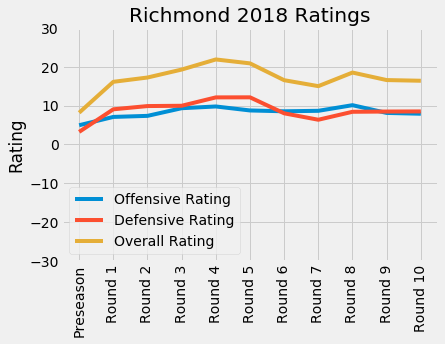 Richmond 2018 Ratings
30
20
10
0
−10
−20
−30
Rating
Offensive Rating
Defensive Rating
Overall Rating
Preseason
Round 1
Round 2
Round 3
Round 4
Round 5
Round 6
Round 7
Round 8
Round 9
Round 10